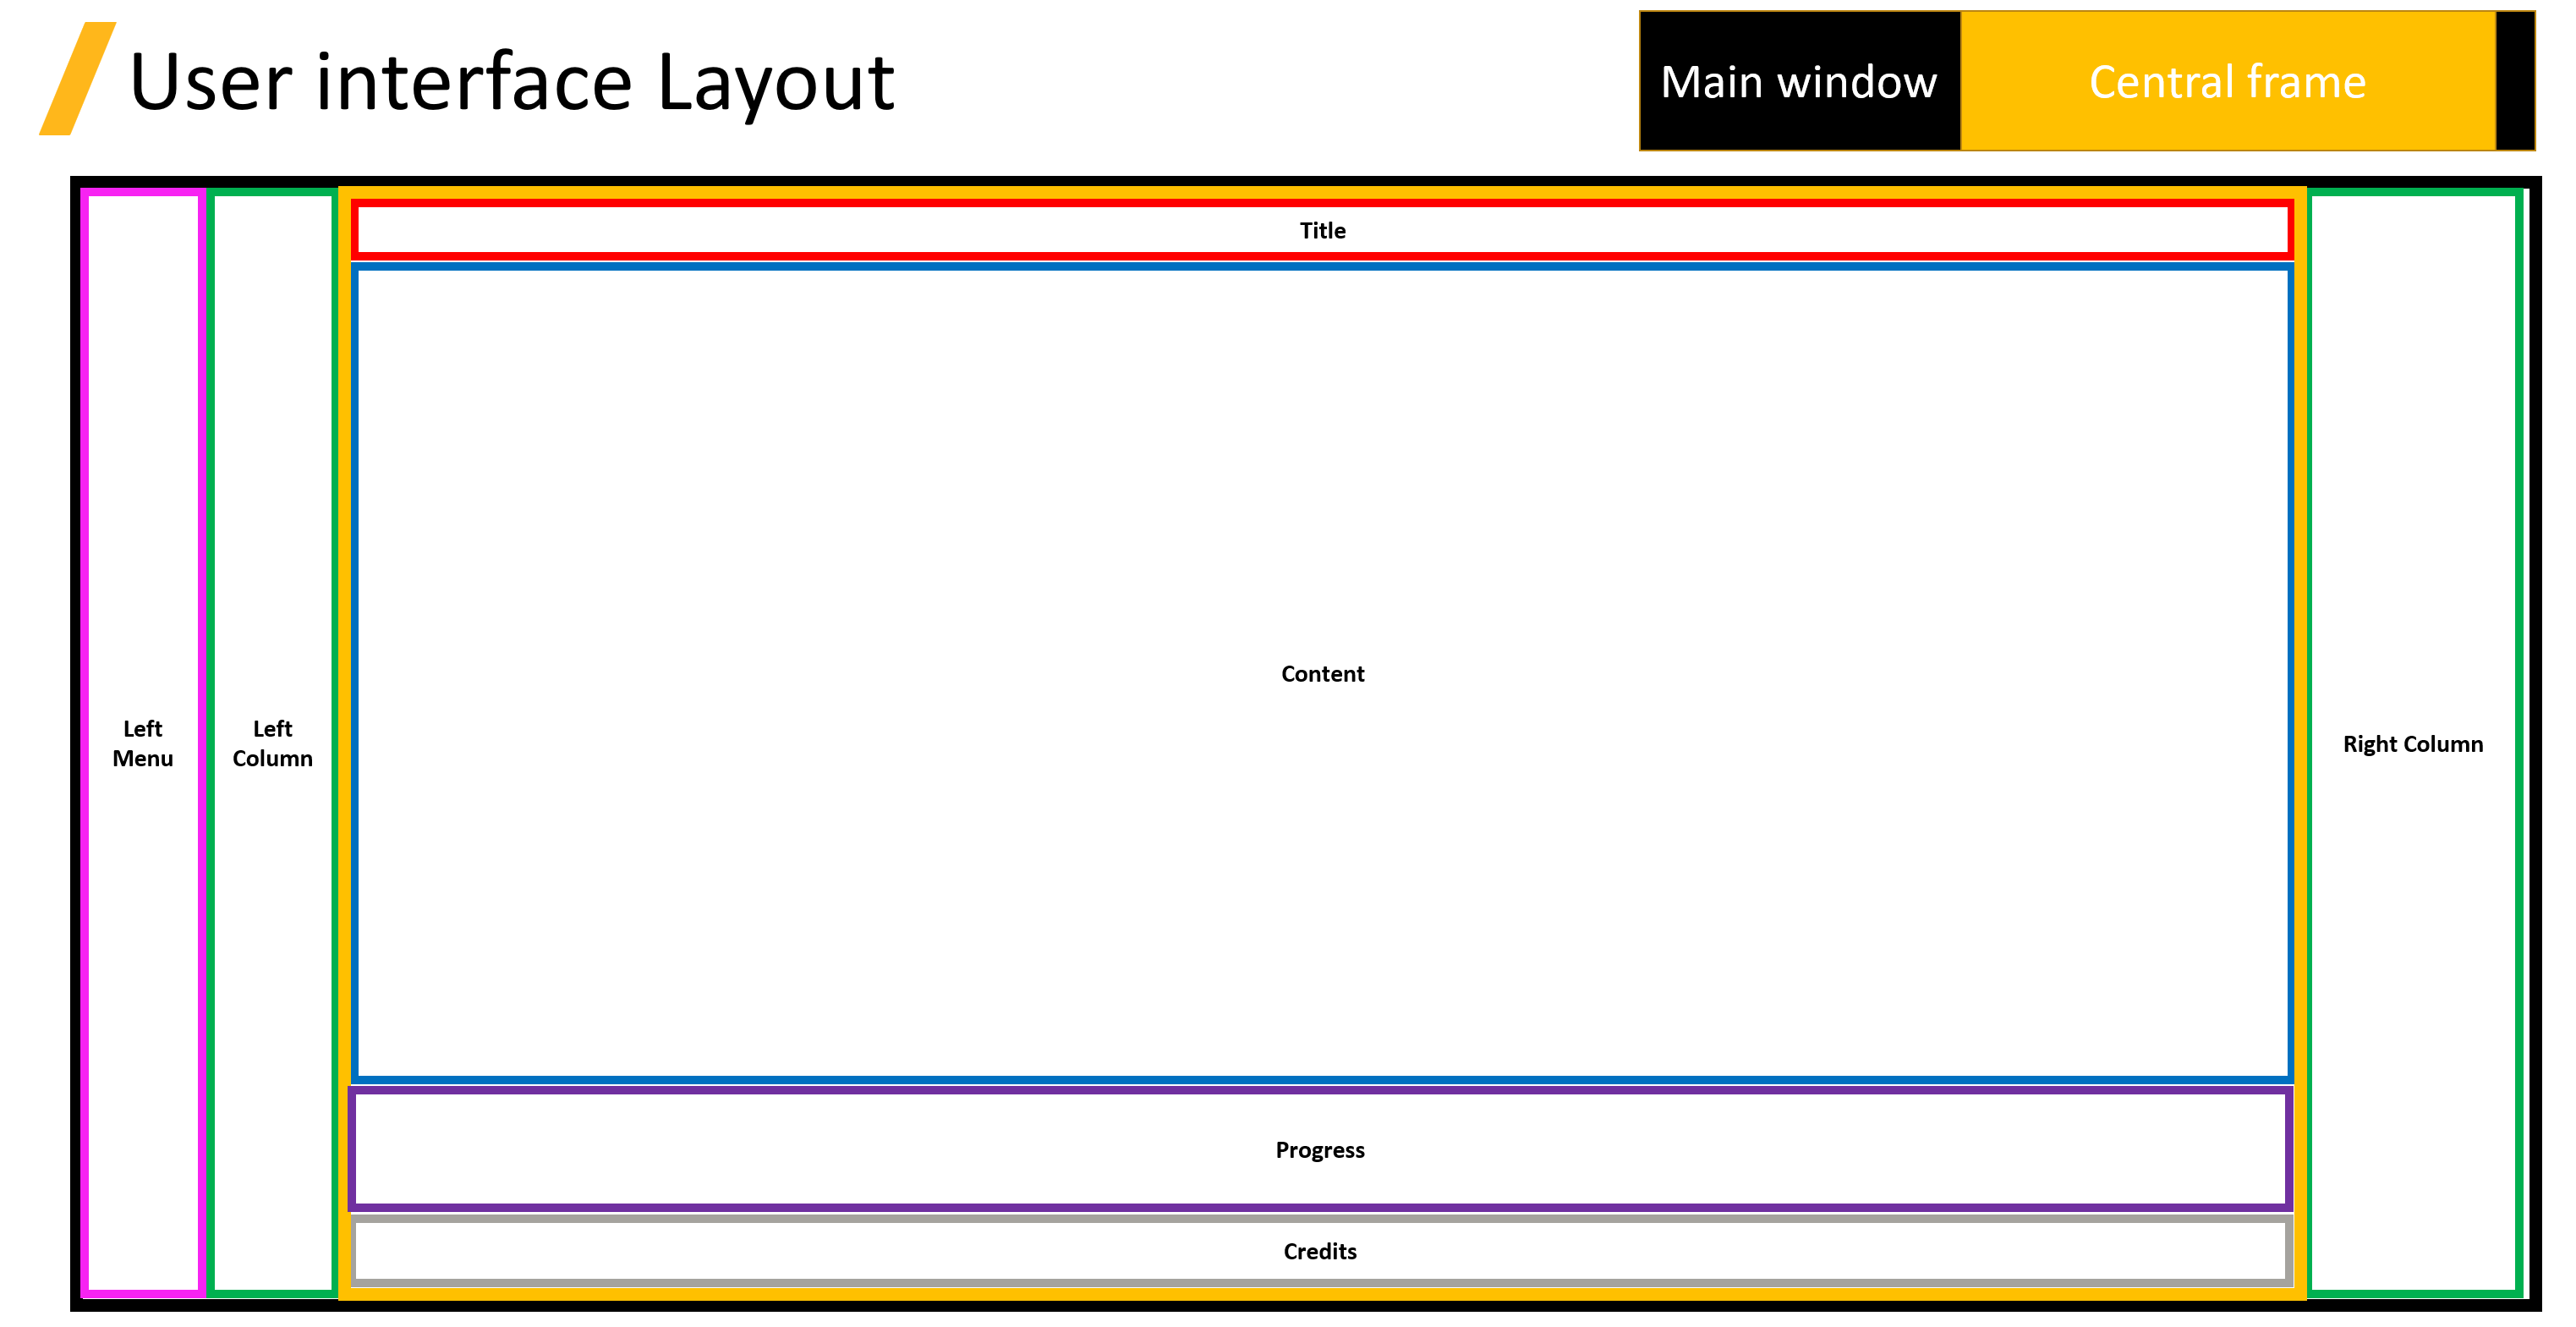 User interface Layout
Main window
Central frame
Title
Content
Left
Menu
Left
Column
Right Column
Progress
Credits